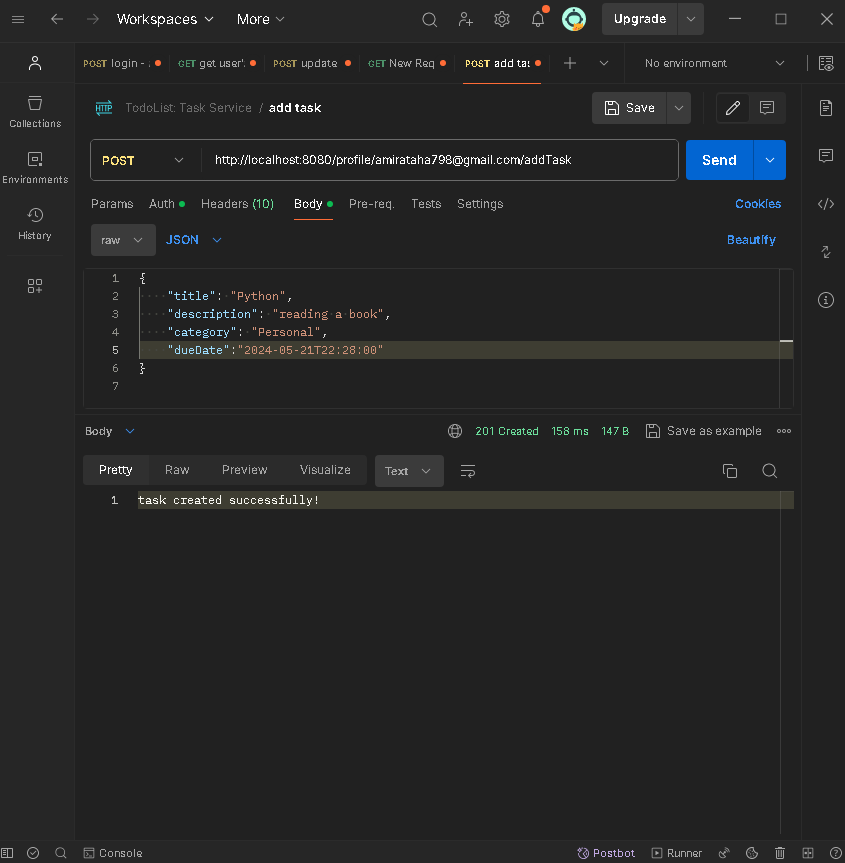 Workspaces More Upgrade
POST login - GET get user' POST update GET New Req POST add tas No environment
HTTP TodoList: Task Service / add task Save
POST http://localhost:8080/profile/amirataha798@gmail.com/addTask Send
Params Auth Headers (10) Body Pre-req. Tests Settings Cookies
raw JSON Beautify
Collections
Environments
History
1 {
2 "title": "Python",
3 "description": "reading a book",
4 "category": "Personal",
5 "dueDate":"2024-05-21T22:28:00"
6 }
7
Body 201 Created 158 ms 147 B Save as example
Pretty Raw Preview Visualize Text
1 task created successfully!
Console Postbot Runner